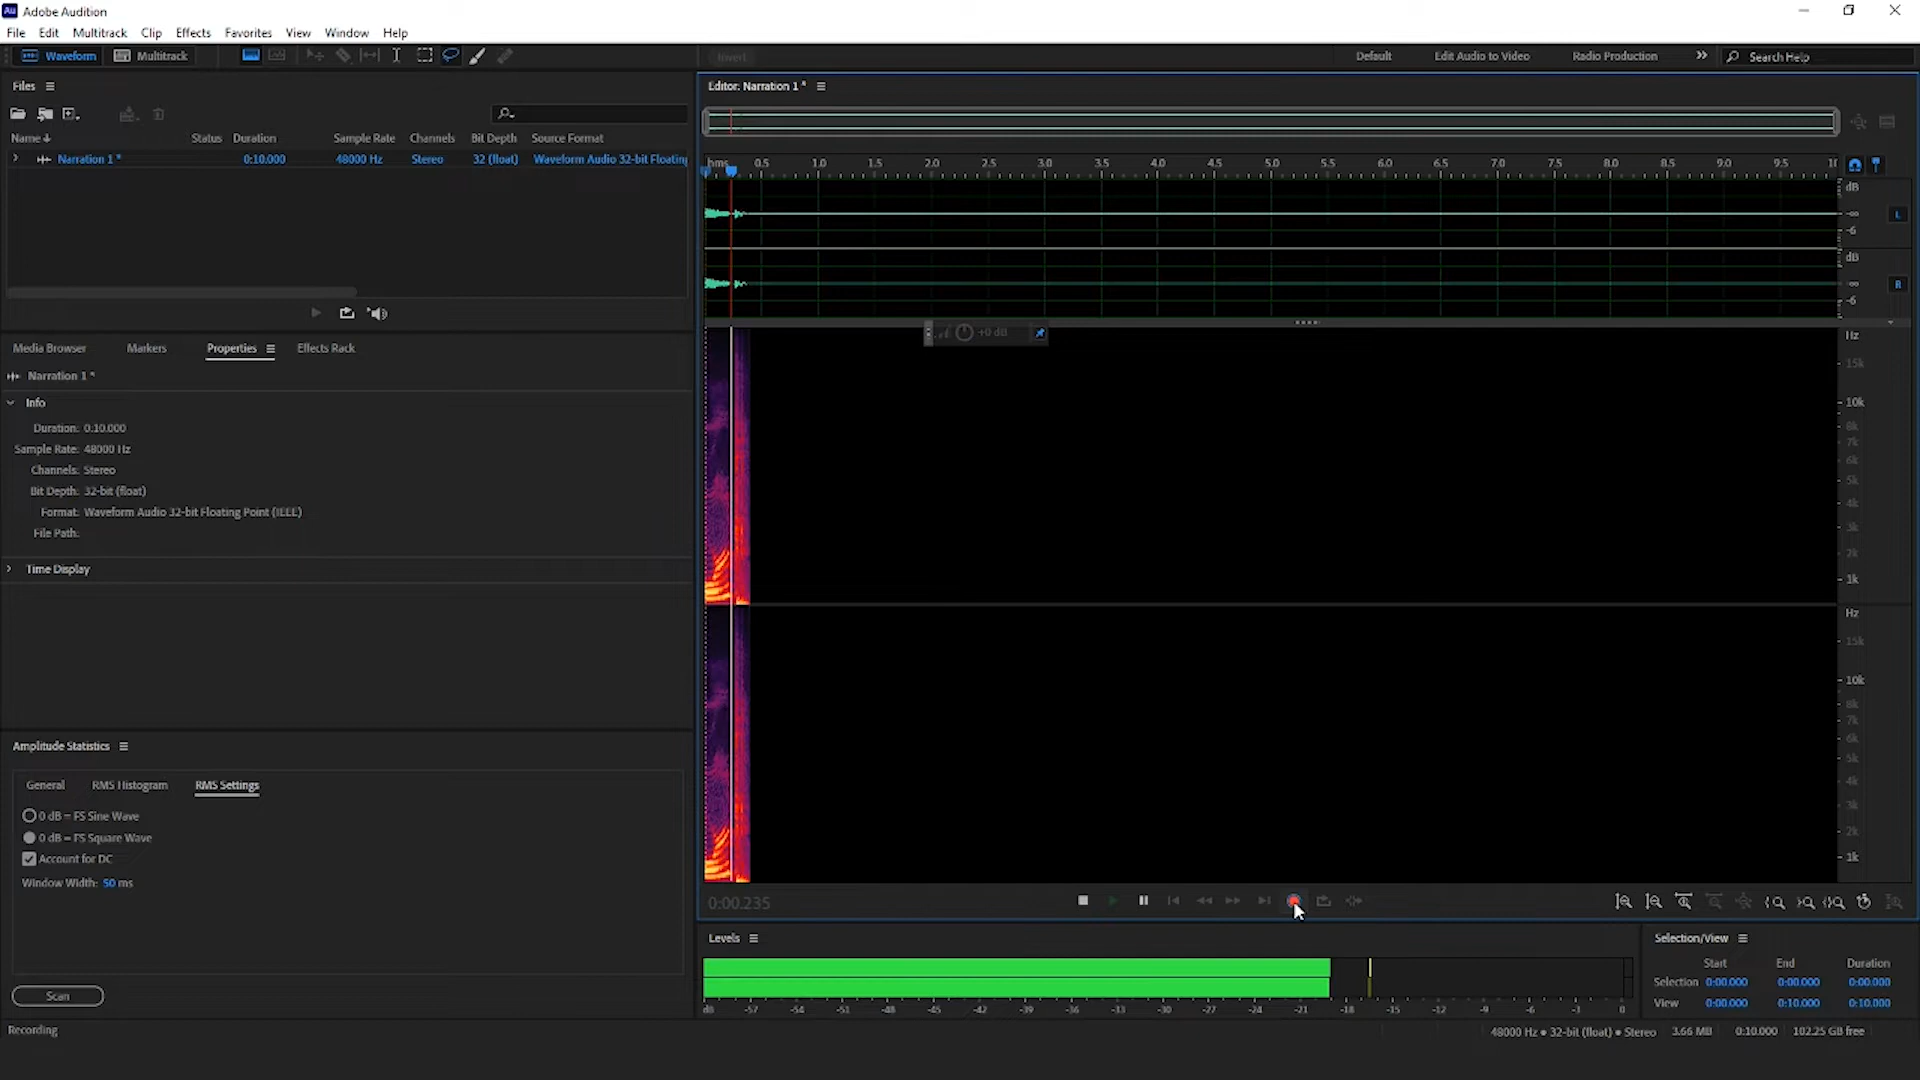 Au Adobe Audition
File Edit Multitrack Clip Effects Favorites View Window Help
Waveform Multitrack Invert Default Edit Audio to Video Radio Production Search Help
Files
Name Status Duration Sample Rate Channels Bit Depth Source Format
Narration 1 * 0:10.000 48000 Hz Stereo 32 (float) Waveform Audio 32-bit Floating
Media Browser Markers Properties Effects Rack
Narration 1 *
Info
Duration: 0:10.000
Sample Rate: 48000 Hz
Channels: Stereo
Bit Depth: 32-bit (float)
Format: Waveform Audio 32-bit Floating Point (IEEE)
File Path:
Time Display
Amplitude Statistics
General RMS Histogram RMS Settings
0 dB = FS Sine Wave
0 dB = FS Square Wave
Account for DC
Window Width: 50 ms
Scan
Recording
Editor: Narration 1 *
hms 0.5 1.0 1.5 2.0 2.5 3.0 3.5 4.0 4.5 5.0 5.5 6.0 6.5 7.0 7.5 8.0 8.5 9.0 9.5 10
dB
-∞ L
-6
dB
-∞ R
-6
+0 dB
Hz
15k
10k
8k
7k
6k
5k
4k
3k
2k
1k
Hz
15k
10k
8k
7k
6k
5k
4k
3k
2k
1k
0:00.235
Levels
dB -57 -54 -51 -48 -45 -42 -39 -36 -33 -30 -27 -24 -21 -18 -15 -12 -9 -6 -3 0
Selection/View
Start End Duration
Selection 0:00.000 0:00.000 0:00.000
View 0:00.000 0:10.000 0:10.000
48000 Hz • 32-bit (float) • Stereo 3.66 MB 0:10.000 102.25 GB free